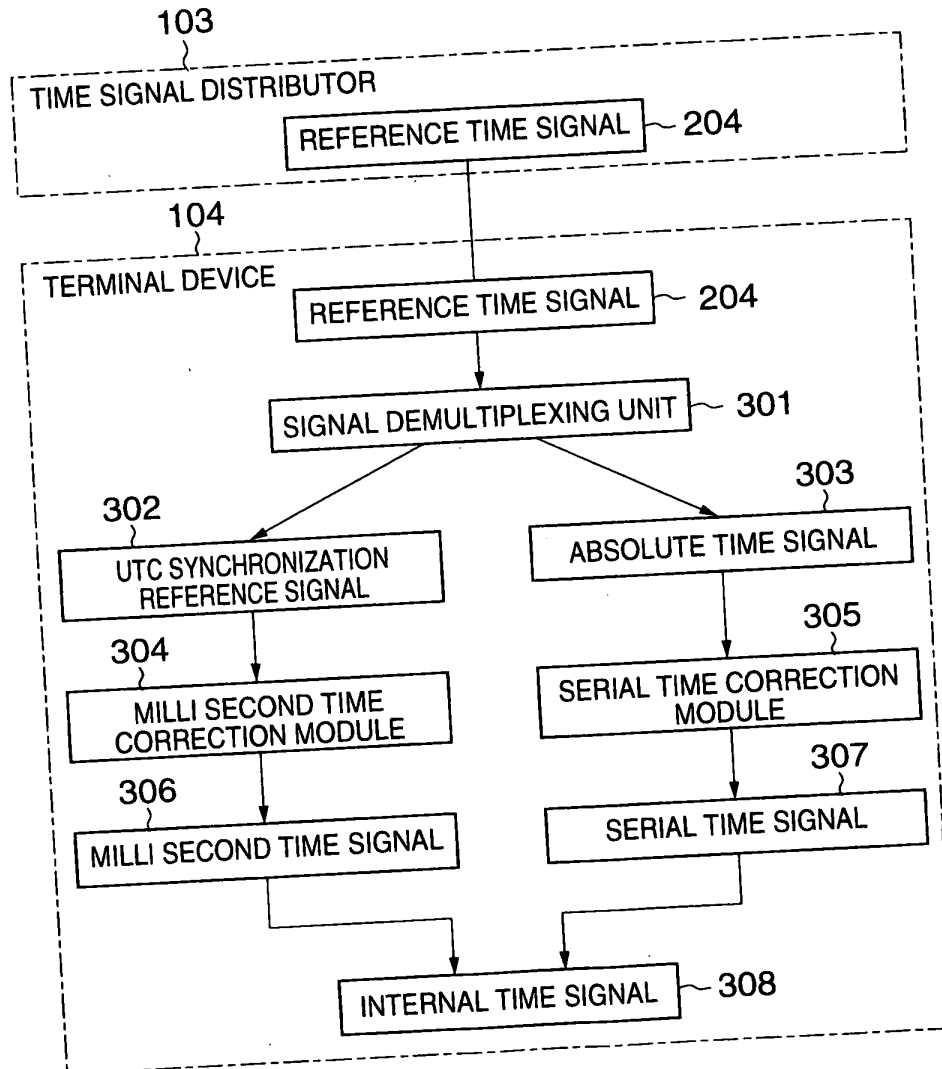 103
TIME SIGNAL DISTRIBUTOR
REFERENCE TIME SIGNAL
204
104
TERMINAL DEVICE
REFERENCE TIME SIGNAL
204
SIGNAL DEMULTIPLEXING UNIT
301
302
UTC SYNCHRONIZATION
REFERENCE SIGNAL
303
ABSOLUTE TIME SIGNAL
304
MILLI SECOND TIME
CORRECTION MODULE
305
SERIAL TIME CORRECTION
MODULE
306
MILLI SECOND TIME SIGNAL
307
SERIAL TIME SIGNAL
INTERNAL TIME SIGNAL
308